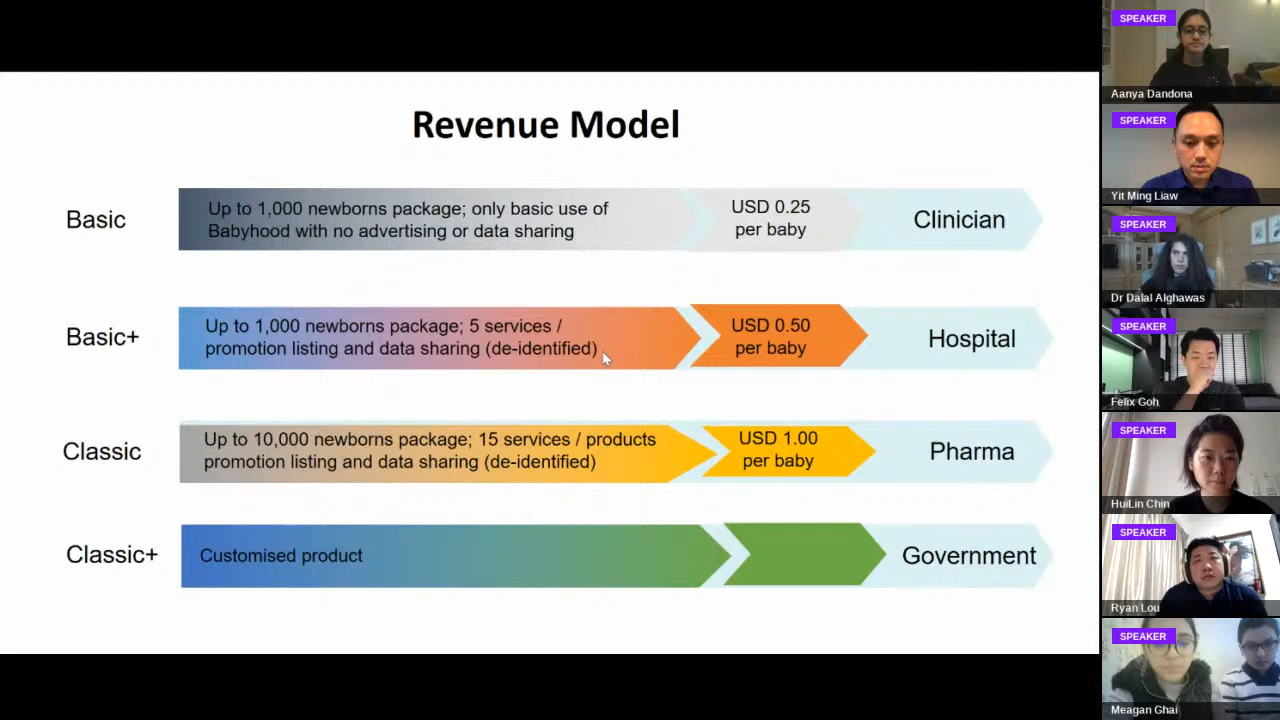 Revenue Model
Basic
Up to 1,000 newborns package; only basic use of
Babyhood with no advertising or data sharing
USD 0.25
per baby
Clinician
Basic+
Up to 1,000 newborns package; 5 services /
promotion listing and data sharing (de-identified)
USD 0.50
per baby
Hospital
Classic
Up to 10,000 newborns package; 15 services / products
promotion listing and data sharing (de-identified)
USD 1.00
per baby
Pharma
Classic+
Customised product
Government
SPEAKER
Aanya Dandona
SPEAKER
Yit Ming Liaw
SPEAKER
Dr Dalal Alghawas
SPEAKER
Felix Goh
SPEAKER
HuiLin Chin
SPEAKER
Ryan Lou
SPEAKER
Meagan Ghai